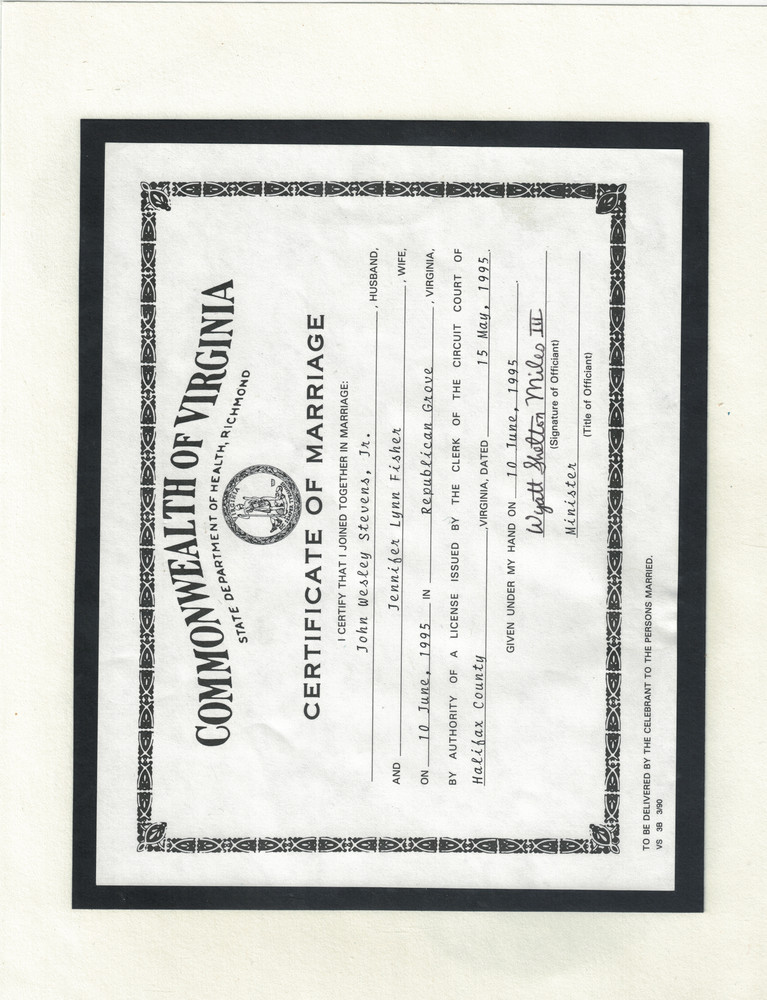 COMMONWEALTH OF VIRGINIA
STATE DEPARTMENT OF HEALTH, RICHMOND
CERTIFICATE OF MARRIAGE
I CERTIFY THAT I JOINED TOGETHER IN MARRIAGE:
John Wesley Stevens, Jr. , HUSBAND,
AND Jennifer Lynn Fisher , WIFE,
ON 10 June, 1995 IN Republican Grove , VIRGINIA,
BY AUTHORITY OF A LICENSE ISSUED BY THE CLERK OF THE CIRCUIT COURT OF
Halifax County ,VIRGINIA, DATED 15 May, 1995.
GIVEN UNDER MY HAND ON 10 June, 1995 .
Wyatt Shelton Miles III
(Signature of Officiant)
Minister
(Title of Officiant)
TO BE DELIVERED BY THE CELEBRANT TO THE PERSONS MARRIED.
VS 3B 3/90